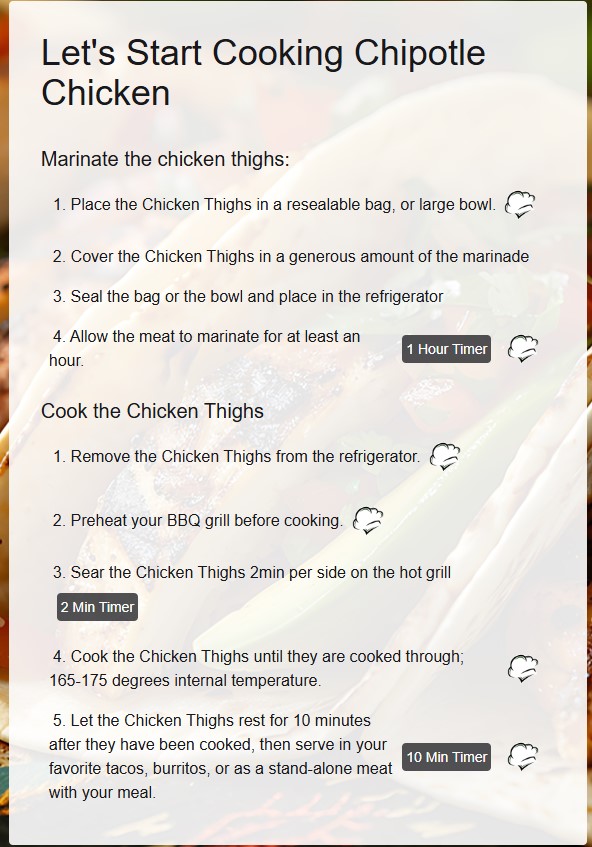 Let's Start Cooking Chipotle
Chicken
Marinate the chicken thighs:
1. Place the Chicken Thighs in a resealable bag, or large bowl.
2. Cover the Chicken Thighs in a generous amount of the marinade
3. Seal the bag or the bowl and place in the refrigerator
4. Allow the meat to marinate for at least an
hour.
1 Hour Timer
Cook the Chicken Thighs
1. Remove the Chicken Thighs from the refrigerator.
2. Preheat your BBQ grill before cooking.
3. Sear the Chicken Thighs 2min per side on the hot grill
2 Min Timer
4. Cook the Chicken Thighs until they are cooked through;
165-175 degrees internal temperature.
5. Let the Chicken Thighs rest for 10 minutes
after they have been cooked, then serve in your
favorite tacos, burritos, or as a stand-alone meat
with your meal.
10 Min Timer